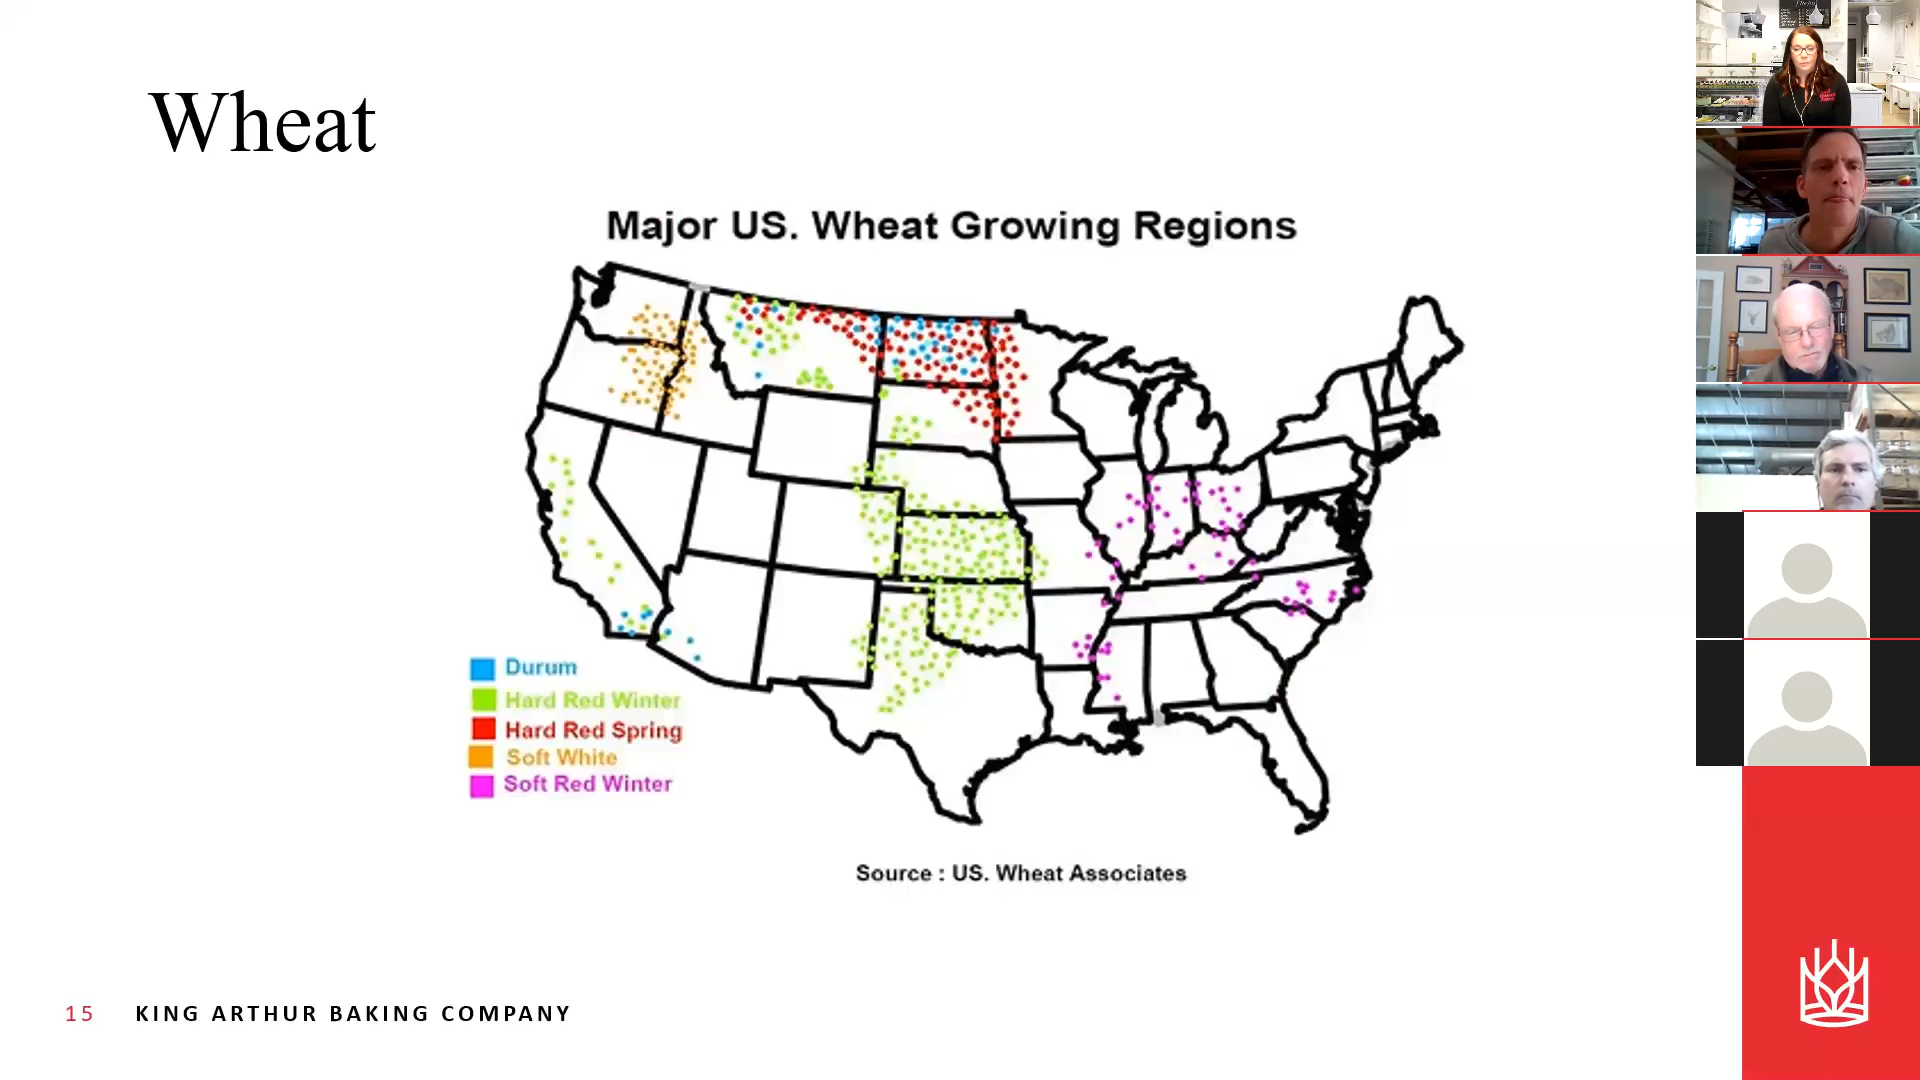 Wheat
Major US. Wheat Growing Regions
Durum
Hard Red Winter
Hard Red Spring
Soft White
Soft Red Winter
Source : US. Wheat Associates
15 KING ARTHUR BAKING COMPANY